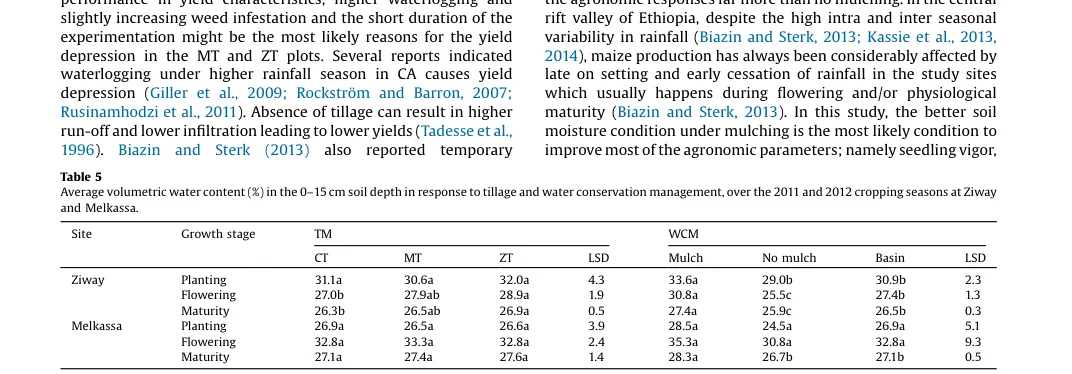 performance in yield characteristics, higher waterlogging and
slightly increasing weed infestation and the short duration of the
experimentation might be the most likely reasons for the yield
depression in the MT and ZT plots. Several reports indicated
waterlogging under higher rainfall season in CA causes yield
depression (Giller et al., 2009; Rockström and Barron, 2007;
Rusinamhodzi et al., 2011). Absence of tillage can result in higher
run-off and lower infiltration leading to lower yields (Tadesse et al.,
1996). Biazin and Sterk (2013) also reported temporary
the agronomic responses far more than no mulching. In the central
rift valley of Ethiopia, despite the high intra and inter seasonal
variability in rainfall (Biazin and Sterk, 2013; Kassie et al., 2013,
2014), maize production has always been considerably affected by
late on setting and early cessation of rainfall in the study sites
which usually happens during flowering and/or physiological
maturity (Biazin and Sterk, 2013). In this study, the better soil
moisture condition under mulching is the most likely condition to
improve most of the agronomic parameters; namely seedling vigor,
Table 5
Average volumetric water content (%) in the 0–15 cm soil depth in response to tillage and water conservation management, over the 2011 and 2012 cropping seasons at Ziway
and Melkassa.
Site Growth stage TM WCM
CT MT ZT LSD Mulch No mulch Basin LSD
Ziway Planting 31.1a 30.6a 32.0a 4.3 33.6a 29.0b 30.9b 2.3
Flowering 27.0b 27.9ab 28.9a 1.9 30.8a 25.5c 27.4b 1.3
Maturity 26.3b 26.5ab 26.9a 0.5 27.4a 25.9c 26.5b 0.3
Melkassa Planting 26.9a 26.5a 26.6a 3.9 28.5a 24.5a 26.9a 5.1
Flowering 32.8a 33.3a 32.8a 2.4 35.3a 30.8a 32.8a 9.3
Maturity 27.1a 27.4a 27.6a 1.4 28.3a 26.7b 27.1b 0.5